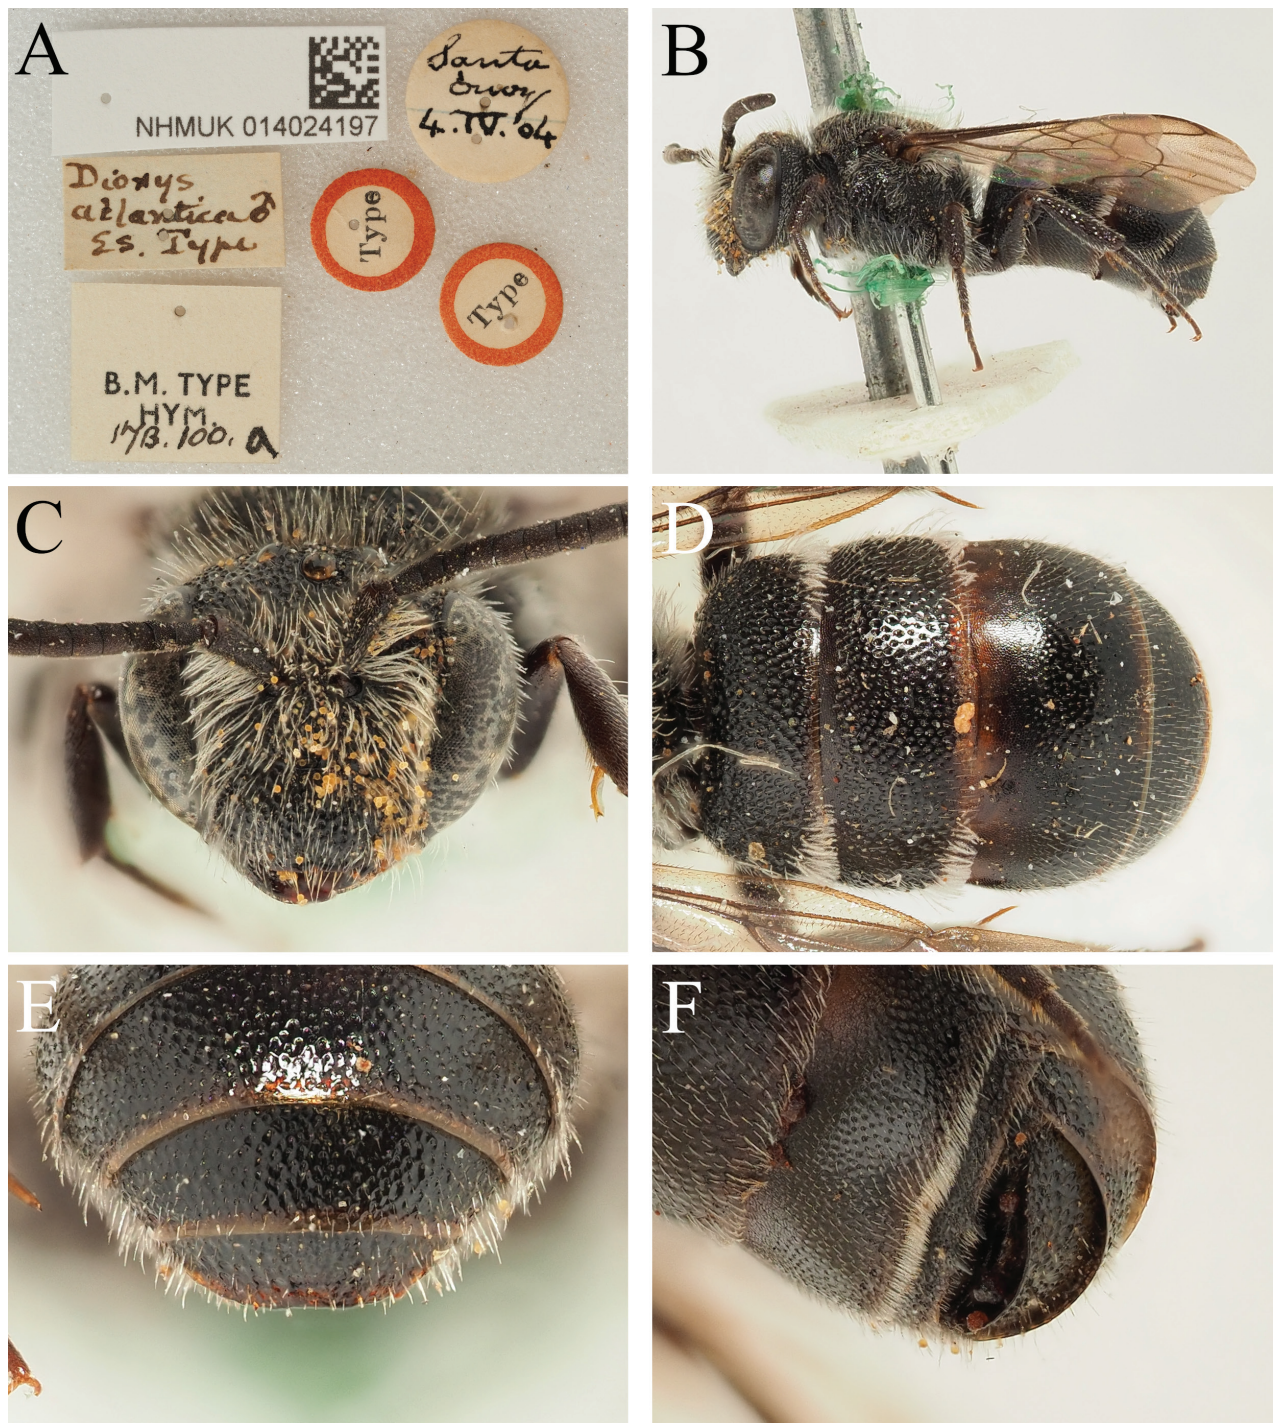 A
NHMUK 014024197
Santa
Cruz
4.IV.'04
Dioxys
atlantica ♂
ES. Type
Type
Type
B.M. TYPE
HYM.
17B.100. a
B
C
D
E
F